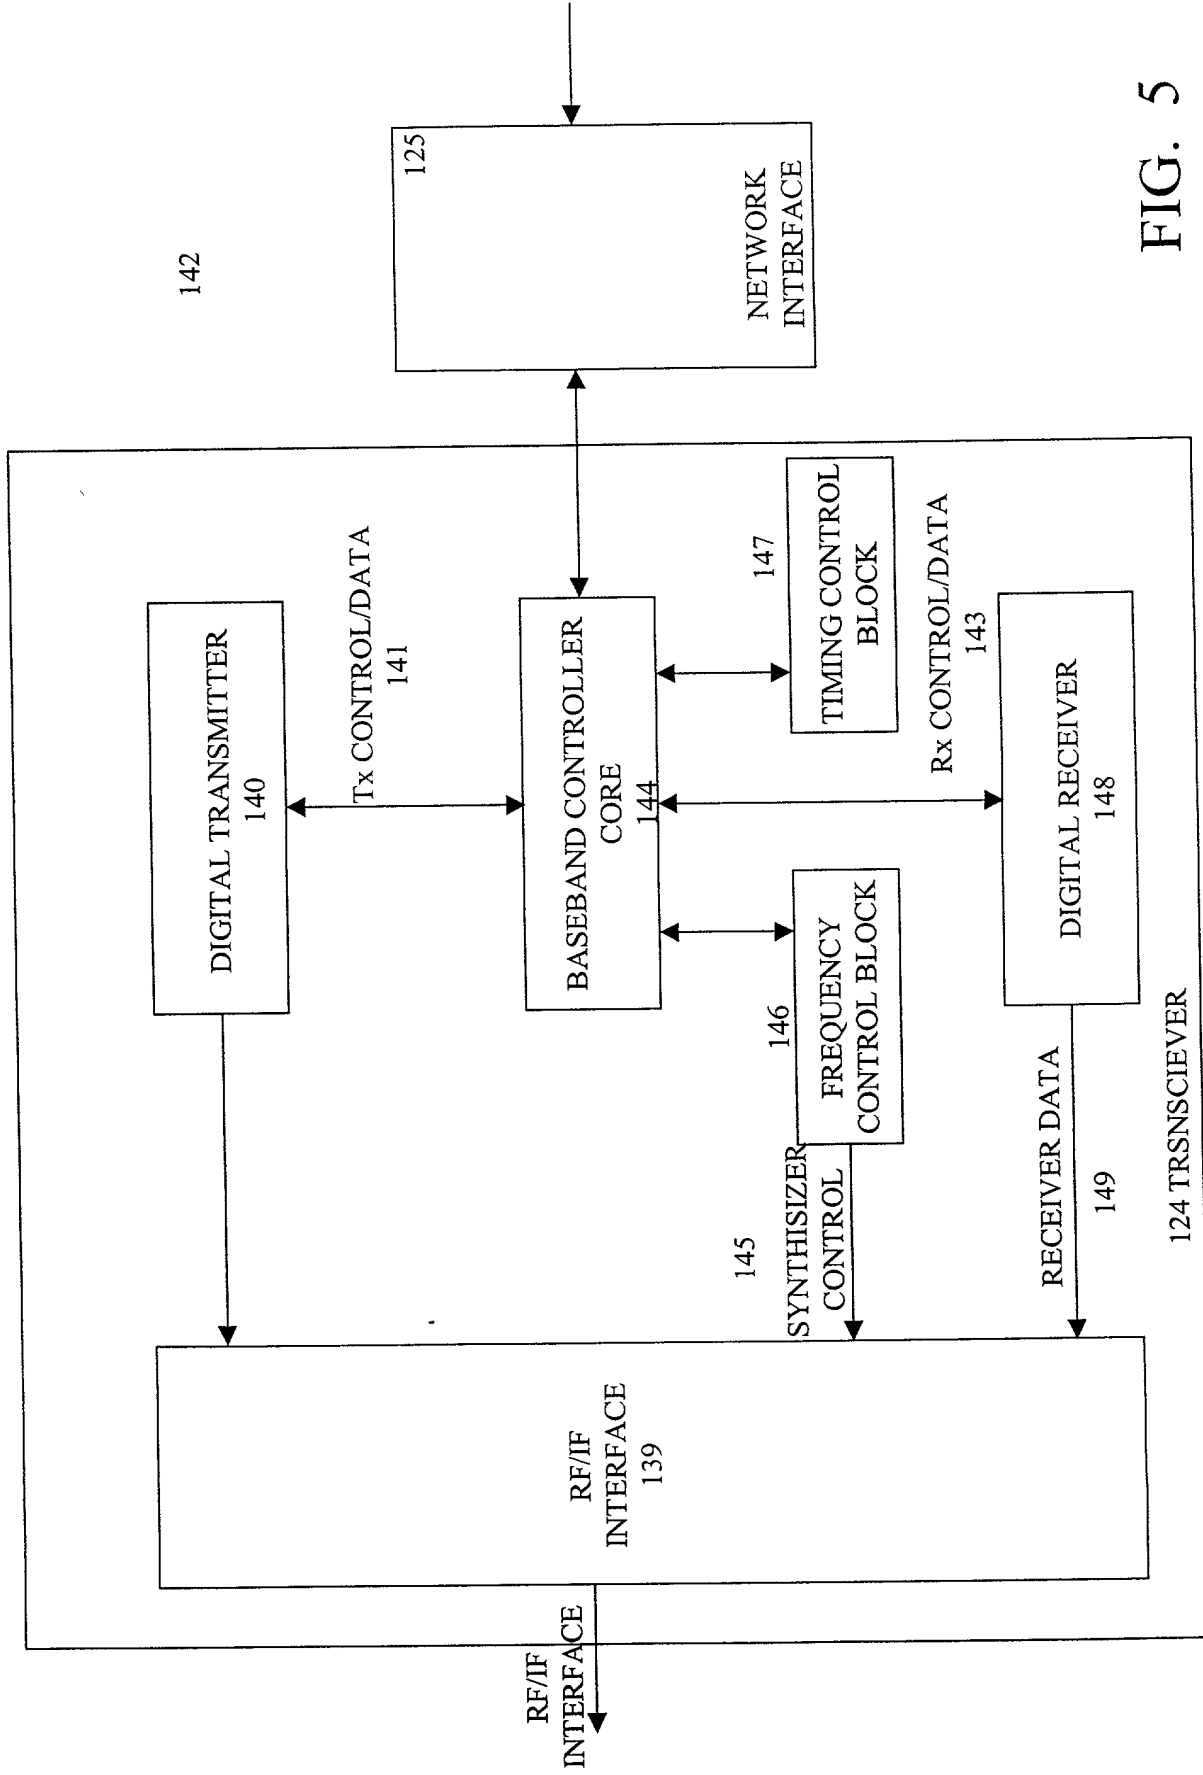 142
125
NETWORK
INTERFACE
DIGITAL TRANSMITTER
140
Tx CONTROL/DATA
141
BASEBAND CONTROLLER
CORE
144
147
TIMING CONTROL
BLOCK
146
FREQUENCY
CONTROL BLOCK
145
SYNTHISIZER
CONTROL
Rx CONTROL/DATA
143
DIGITAL RECEIVER
148
RECEIVER DATA
149
RF/IF
INTERFACE
139
RF/IF
INTERFACE
124 TRSNSCIEVER
FIG. 5